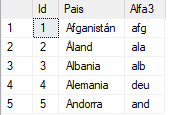 Id Pais Alfa3
1 1 Afganistán afg
2 2 Áland ala
3 3 Albania alb
4 4 Alemania deu
5 5 Andorra and